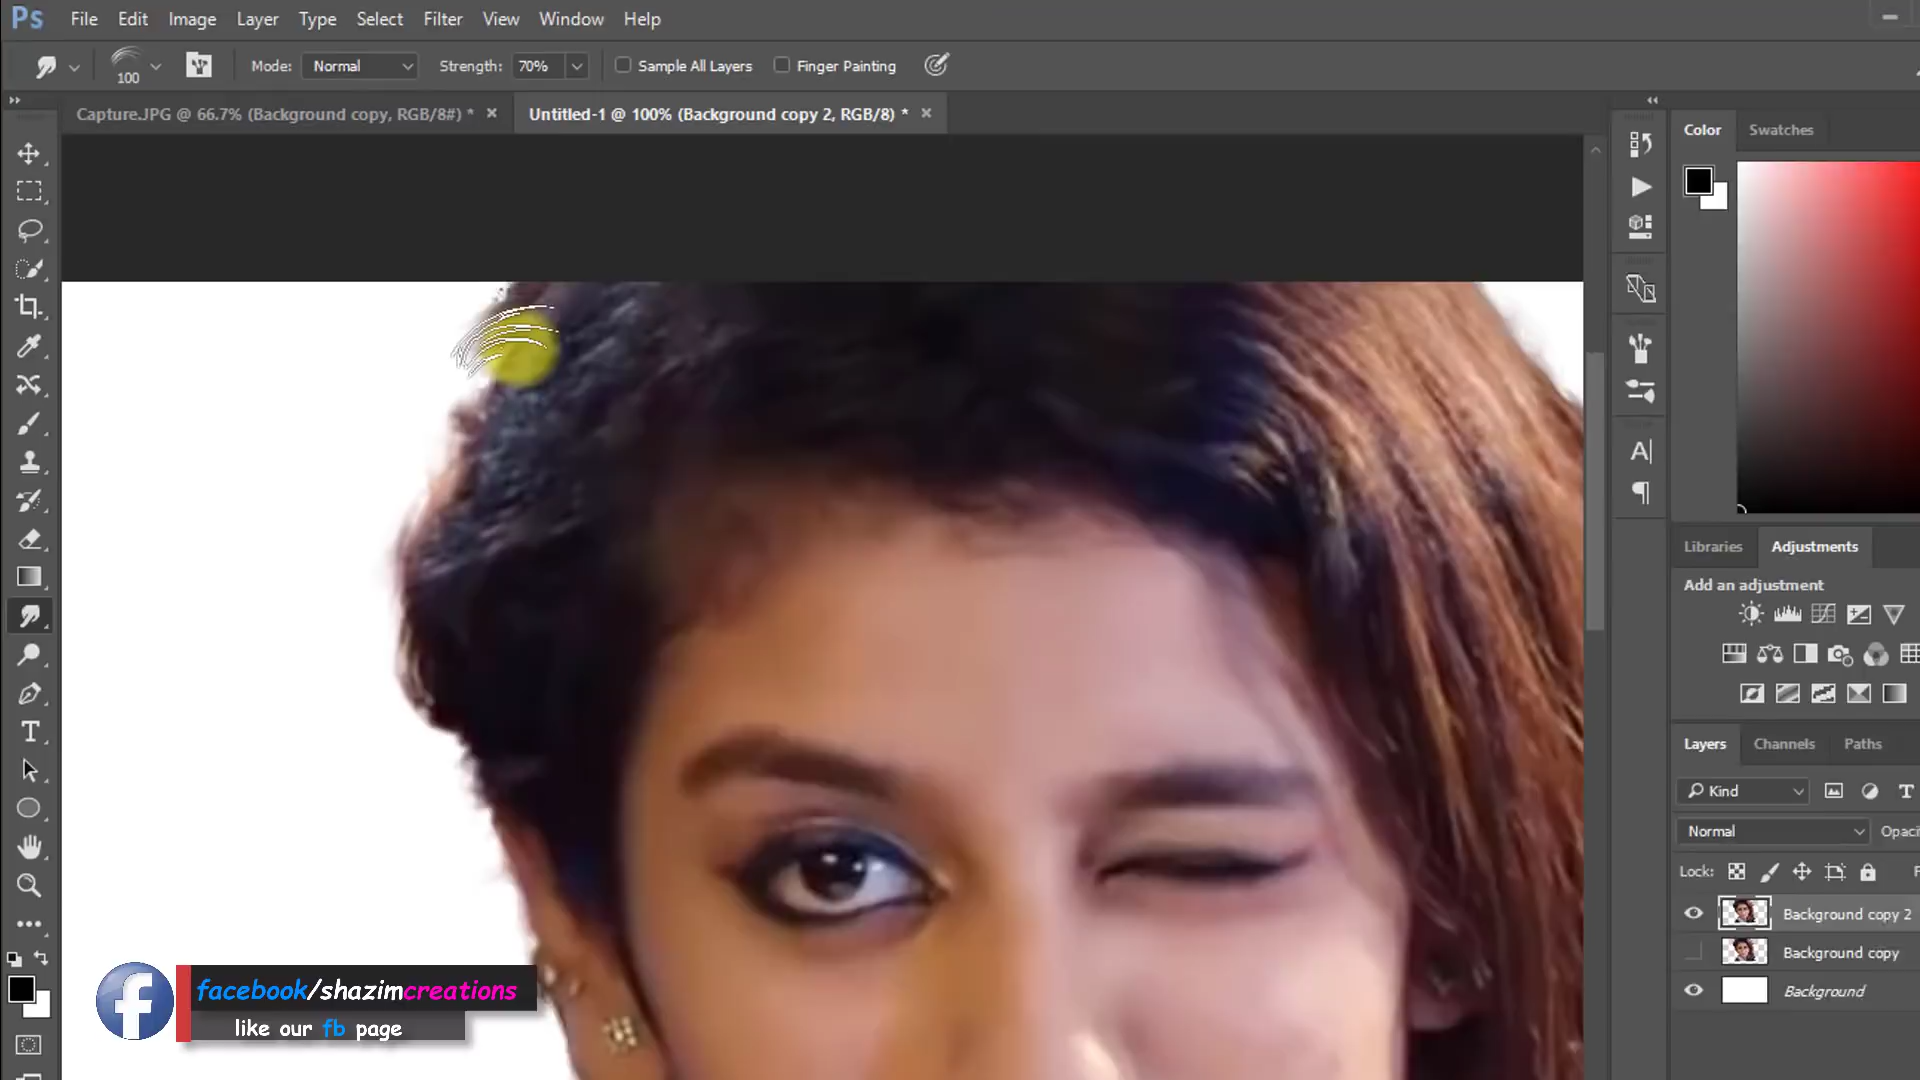 Ps File Edit Image Layer Type Select Filter View Window Help
100 Mode: Normal Strength: 70% Sample All Layers Finger Painting
Capture.JPG @ 66.7% (Background copy, RGB/8#) * Untitled-1 @ 100% (Background copy 2, RGB/8) *
Color Swatches
Libraries Adjustments
Add an adjustment
Layers Channels Paths
Kind
Normal Opaci
Lock: F
Background copy 2
Background copy
Background
facebook/shazimcreations
like our fb page